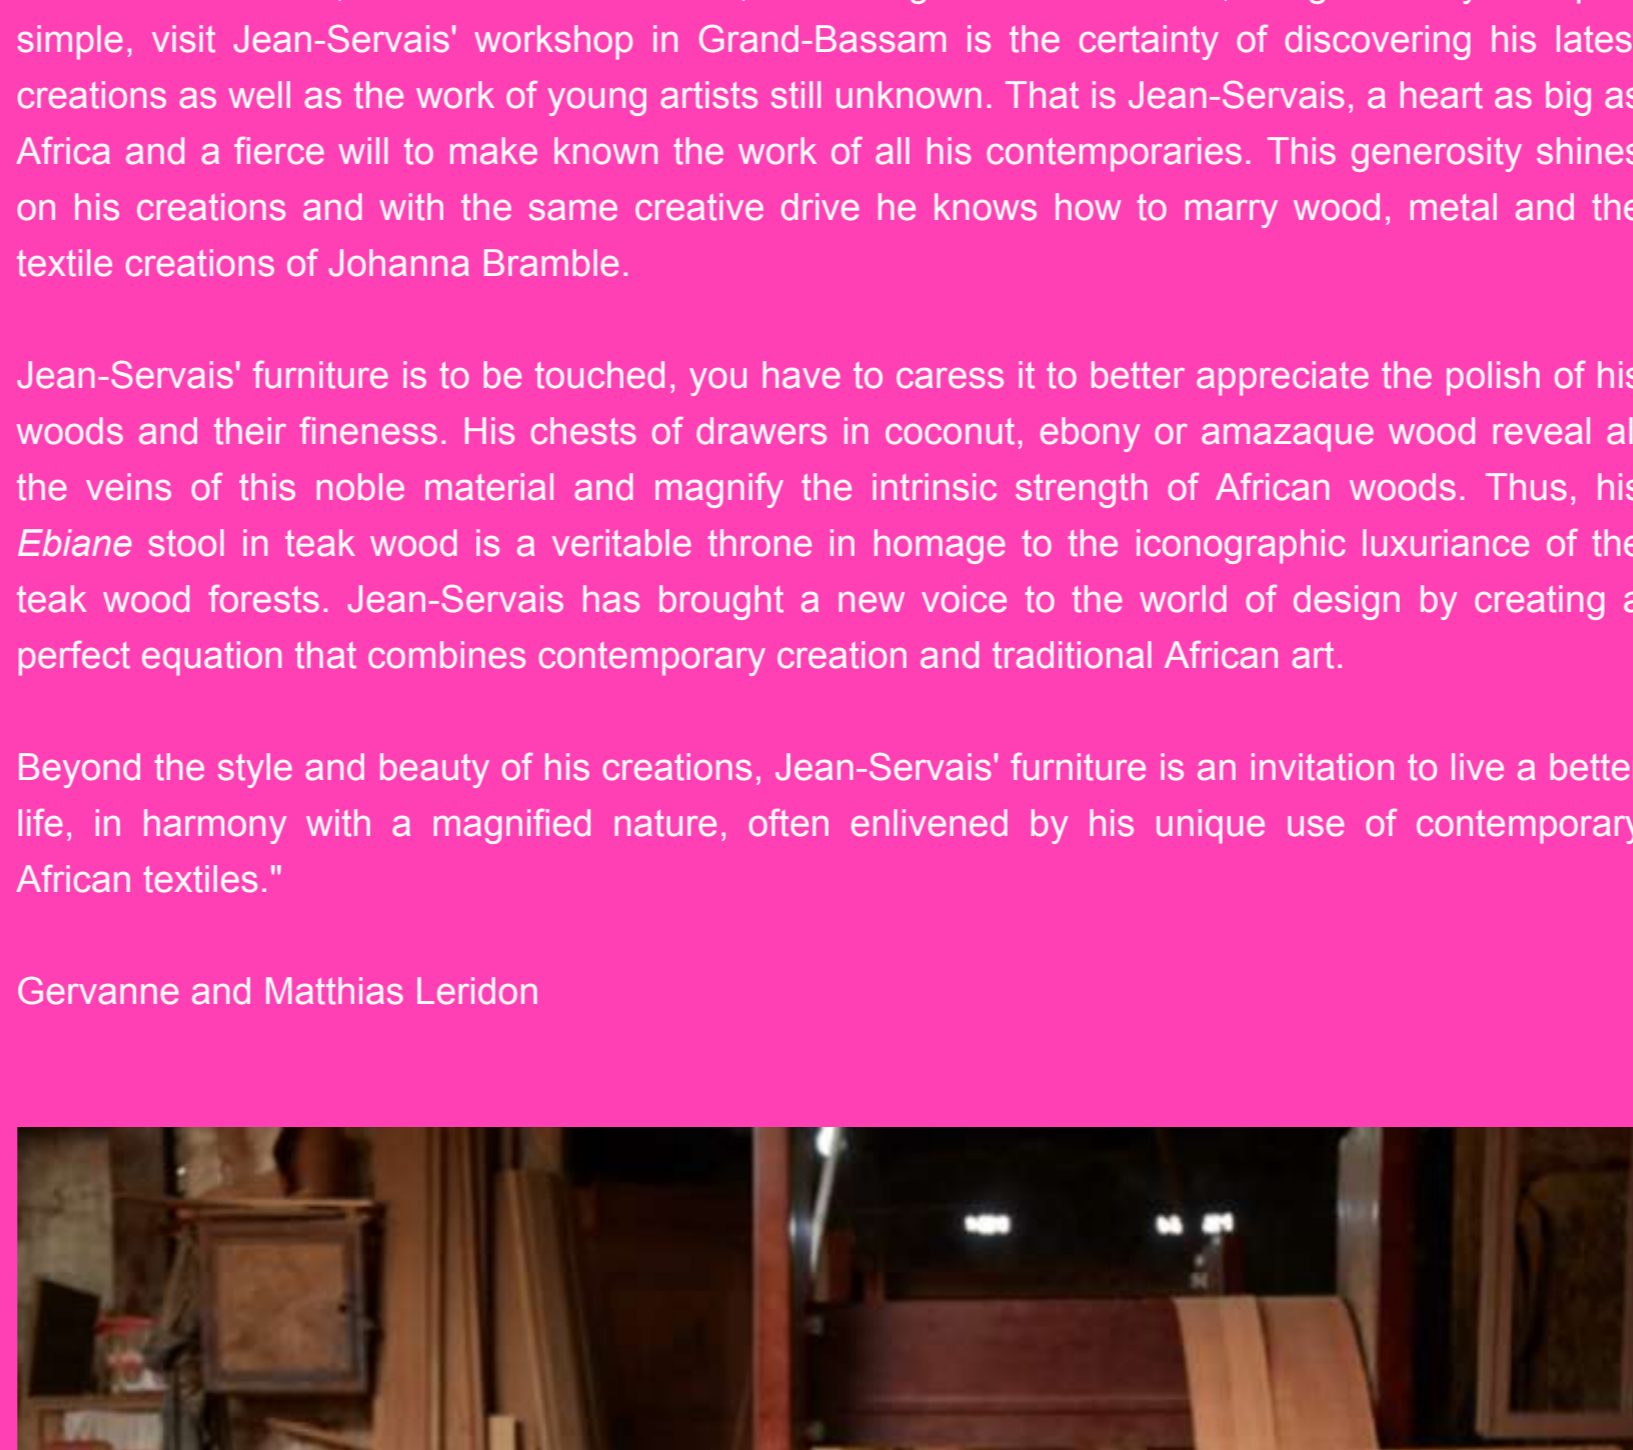 simple, visit Jean-Servais' workshop in Grand-Bassam is the certainty of discovering his lates
creations as well as the work of young artists still unknown. That is Jean-Servais, a heart as big as
Africa and a fierce will to make known the work of all his contemporaries. This generosity shines
on his creations and with the same creative drive he knows how to marry wood, metal and the
textile creations of Johanna Bramble.
Jean-Servais' furniture is to be touched, you have to caress it to better appreciate the polish of his
woods and their fineness. His chests of drawers in coconut, ebony or amazaque wood reveal al
the veins of this noble material and magnify the intrinsic strength of African woods. Thus, his
Ebiane stool in teak wood is a veritable throne in homage to the iconographic luxuriance of the
teak wood forests. Jean-Servais has brought a new voice to the world of design by creating a
perfect equation that combines contemporary creation and traditional African art.
Beyond the style and beauty of his creations, Jean-Servais' furniture is an invitation to live a better
life, in harmony with a magnified nature, often enlivened by his unique use of contemporary
African textiles."
Gervanne and Matthias Leridon